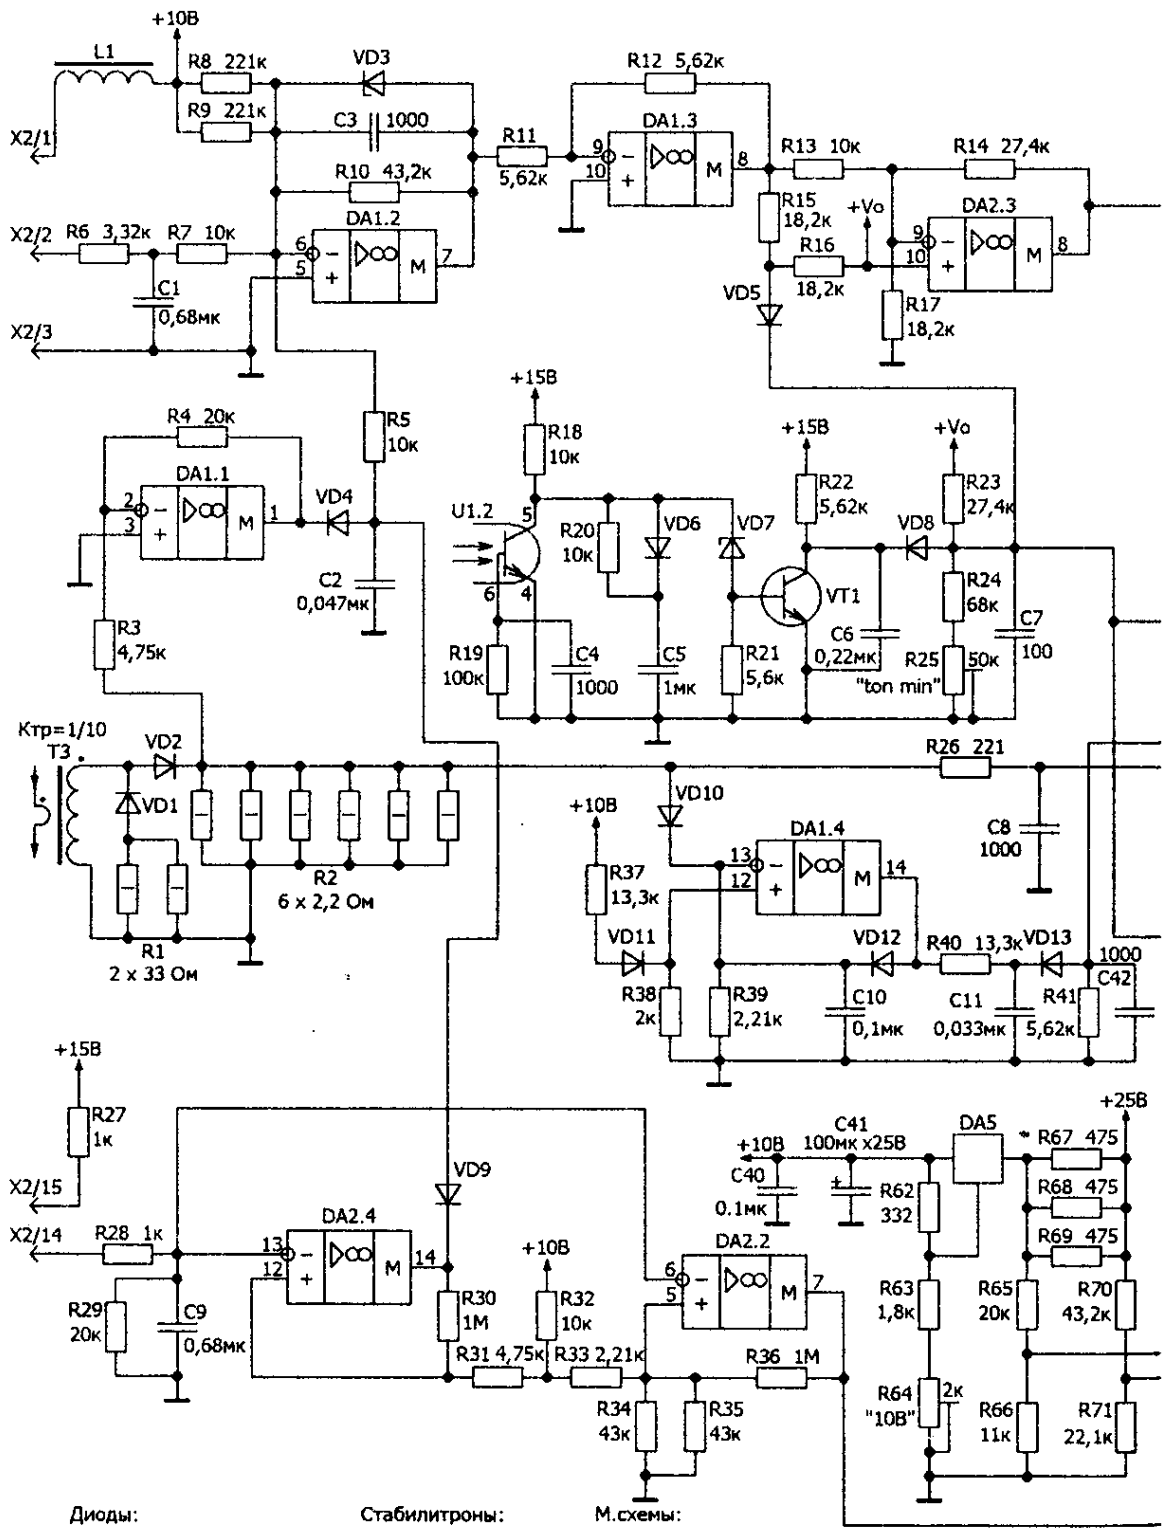 +10В
L1
R8 221к
VD3
R12 5,62к
R9 221к
C3 1000
DA1.3
X2/1
R11
5,62к
9
10
8
M
R13 10к
R14 27,4к
R10 43,2к
DA1.2
R15
18,2к
+Vo
DA2.3
X2/2
R6 3,32к
R7 10к
6
5
7
M
R16
18,2к
9
10
8
M
C1
0,68мк
VD5
R17
18,2к
X2/3
+15В
R4 20к
R5
10к
R18
10к
+15В
+Vo
DA1.1
R22
5,62к
R23
27,4к
2
3
1
M
VD4
U1.2
5
R20
10к
VD6
VD7
VD8
C2
0,047мк
6
4
VT1
R24
68к
R3
4,75к
R19
100к
C4
1000
C5
1мк
R21
5,6к
C6
0,22мк
R25
50к
"ton min"
C7
100
Ктр=1/10
T3
VD2
R26 221
VD1
VD10
+10В
DA1.4
C8
1000
R2
6 x 2,2 Ом
R37
13,3к
13
12
14
M
R1
2 x 33 Ом
VD11
VD12
R40 13,3к
VD13
1000
C42
R38
2к
R39
2,21к
C10
0,1мк
C11
0,033мк
R41
5,62к
+15В
R27
1к
+25В
C41
100мк x25В
DA5
+10В
* R67 475
X2/15
VD9
C40
0.1мк
+
R62
332
R68 475
X2/14
R28 1к
DA2.4
DA2.2
R69 475
13
12
14
M
+10В
6
5
7
M
R29
20к
C9
0,68мк
R30
1М
R32
10к
R63
1,8к
R65
20к
R70
43,2к
R31 4,75к
R33 2,21к
R36 1М
R34
43к
R35
43к
R64
2к
"10В"
R66
11к
R71
22,1к
Диоды:
Стабилитроны:
М.схемы: